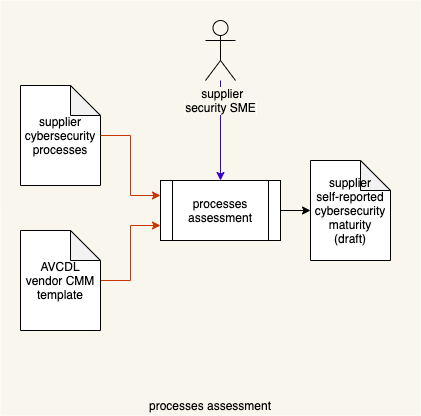 supplier
security SME
supplier
cybersecurity
processes
processes
assessment
supplier
self-reported
cybersecurity
maturity
(draft)
AVCDL
vendor CMM
template
processes assessment